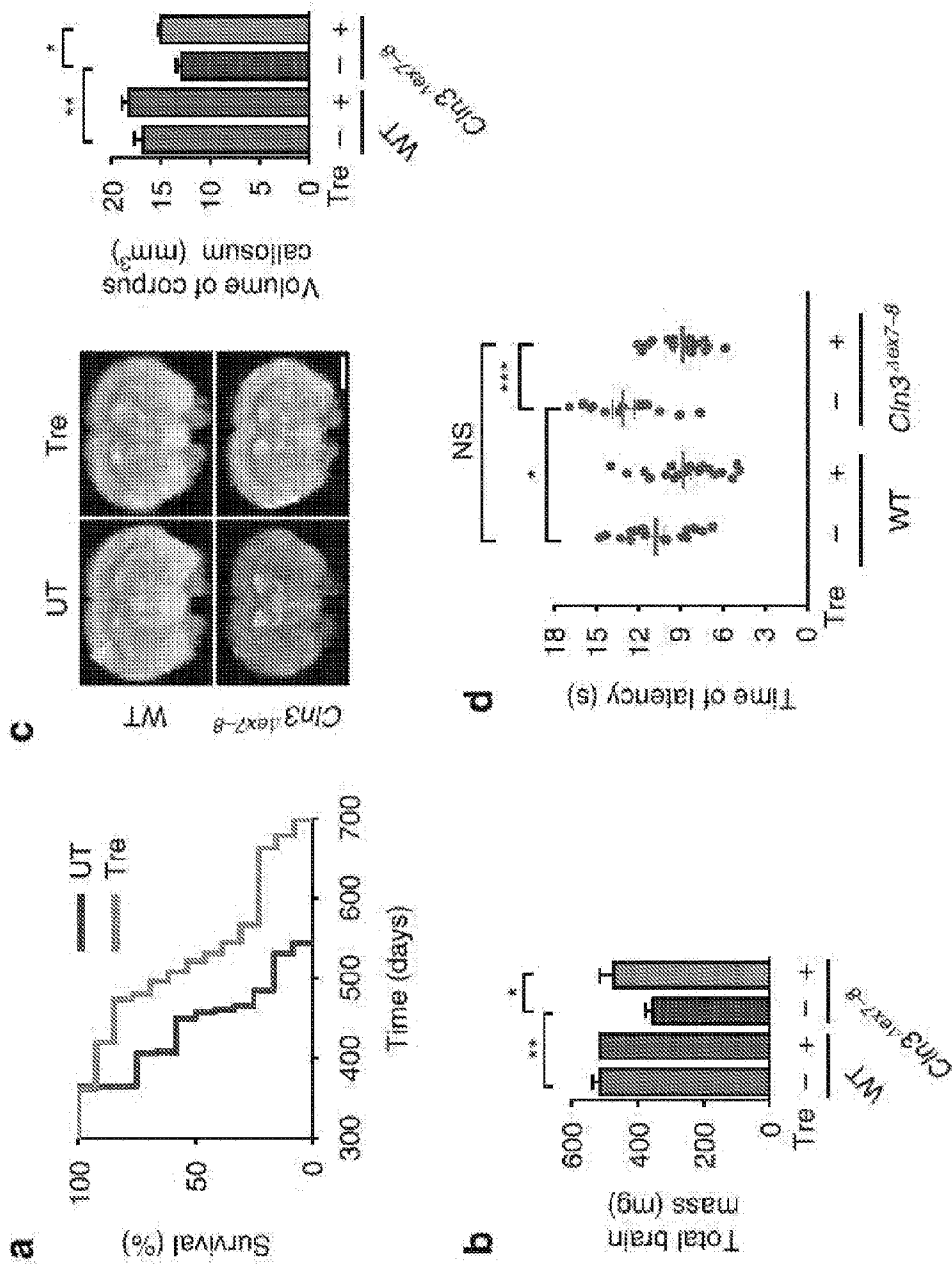 a
Survival (%)
100
50
0
300 400 500 600 700
Time (days)
UT
Tre
b
Total brain
mass (mg)
600
400
200
0
Tre − + − +
WT Cln3Δex7–8
**
*
c
UT Tre
WT
Cln3Δex7–8
Volume of corpus
callosum (mm3)
20
15
10
5
0
Tre − + − +
WT Cln3Δex7–8
**
*
d
Time of latency (s)
18
15
12
9
6
3
0
Tre − + − +
WT Cln3Δex7–8
NS
*
***